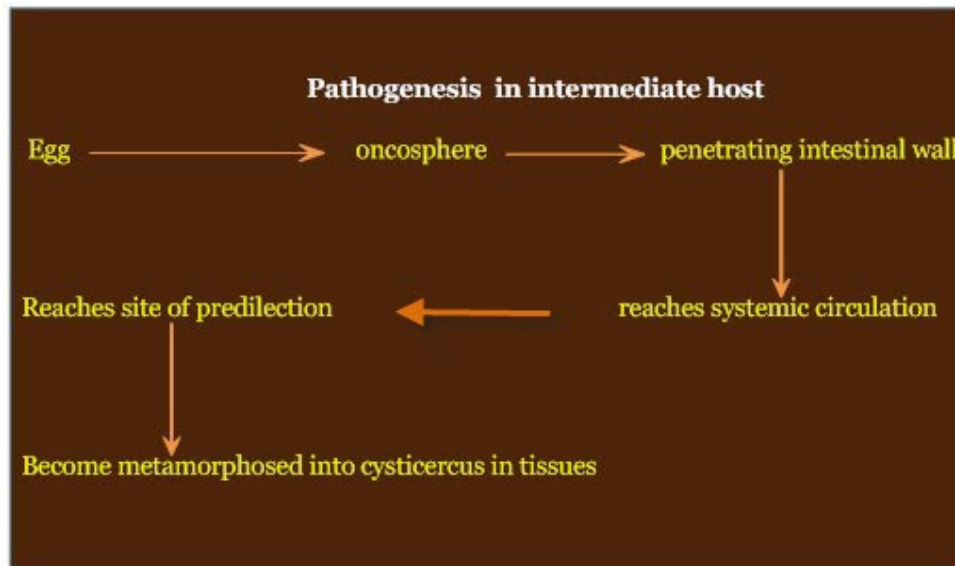 Pathogenesis in intermediate host
Egg oncosphere penetrating intestinal wall
Reaches site of predilection reaches systemic circulation
Become metamorphosed into cysticercus in tissues